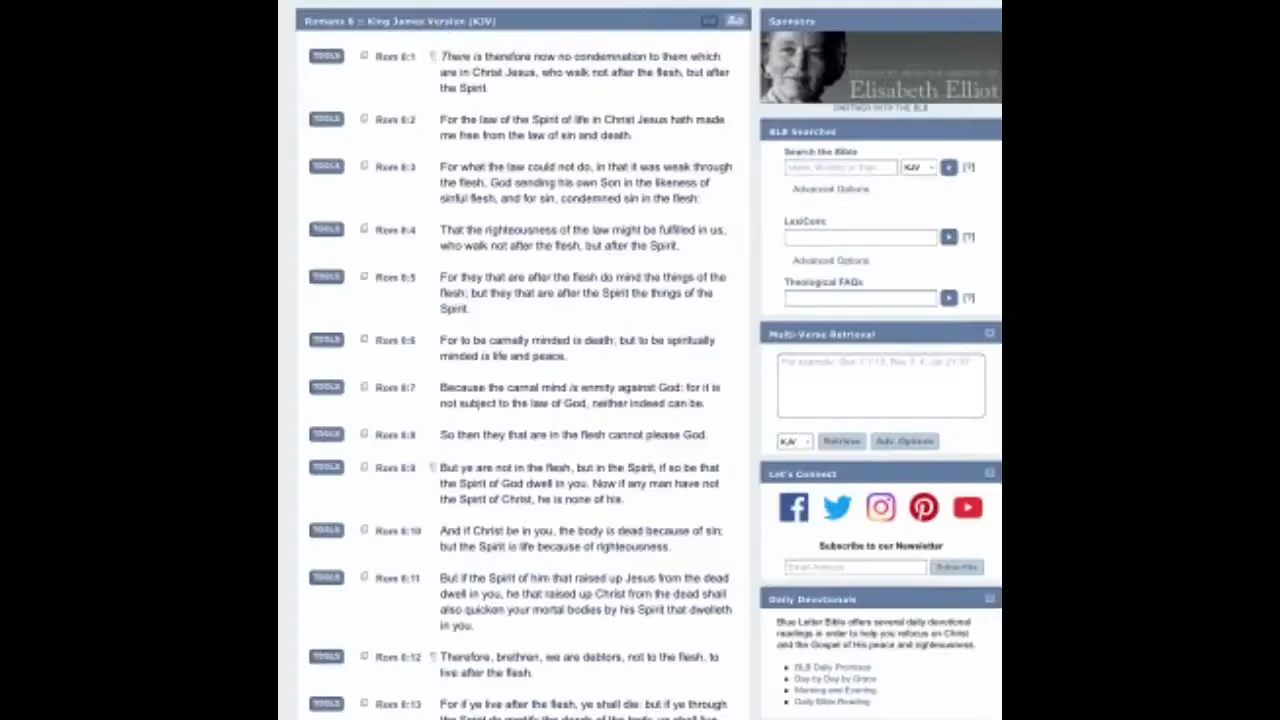 Romans 8 :: King James Version (KJV)
TOOLS Rom 8:1 ¶ There is therefore now no condemnation to them which
are in Christ Jesus, who walk not after the flesh, but after
the Spirit.
TOOLS Rom 8:2 For the law of the Spirit of life in Christ Jesus hath made
me free from the law of sin and death.
TOOLS Rom 8:3 For what the law could not do, in that it was weak through
the flesh, God sending his own Son in the likeness of
sinful flesh, and for sin, condemned sin in the flesh:
TOOLS Rom 8:4 That the righteousness of the law might be fulfilled in us,
who walk not after the flesh, but after the Spirit.
TOOLS Rom 8:5 For they that are after the flesh do mind the things of the
flesh; but they that are after the Spirit the things of the
Spirit.
TOOLS Rom 8:6 For to be carnally minded is death; but to be spiritually
minded is life and peace.
TOOLS Rom 8:7 Because the carnal mind is enmity against God: for it is
not subject to the law of God, neither indeed can be.
TOOLS Rom 8:8 So then they that are in the flesh cannot please God.
TOOLS Rom 8:9 ¶ But ye are not in the flesh, but in the Spirit, if so be that
the Spirit of God dwell in you. Now if any man have not
the Spirit of Christ, he is none of his.
TOOLS Rom 8:10 And if Christ be in you, the body is dead because of sin;
but the Spirit is life because of righteousness.
TOOLS Rom 8:11 But if the Spirit of him that raised up Jesus from the dead
dwell in you, he that raised up Christ from the dead shall
also quicken your mortal bodies by his Spirit that dwelleth
in you.
TOOLS Rom 8:12 ¶ Therefore, brethren, we are debtors, not to the flesh, to
live after the flesh.
TOOLS Rom 8:13 For if ye live after the flesh, ye shall die: but if ye through
the Spirit do mortify the deeds of the body, ye shall live.
Sponsors
Elisabeth Elliot
PARTNER WITH THE BLB
BLB Searches
Search the Bible
KJV [?]
Advanced Options
LexiConc
[?]
Advanced Options
Theological FAQs
[?]
Multi-Verse Retrieval
KJV Retrieve Adv. Options
Let's Connect
Subscribe to our Newsletter
Email Address Subscribe
Daily Devotionals
Blue Letter Bible offers several daily devotional
readings in order to help you refocus on Christ
and the Gospel of His peace and righteousness.
BLB Daily Promises
Day by Day by Grace
Morning and Evening
Daily Bible Reading